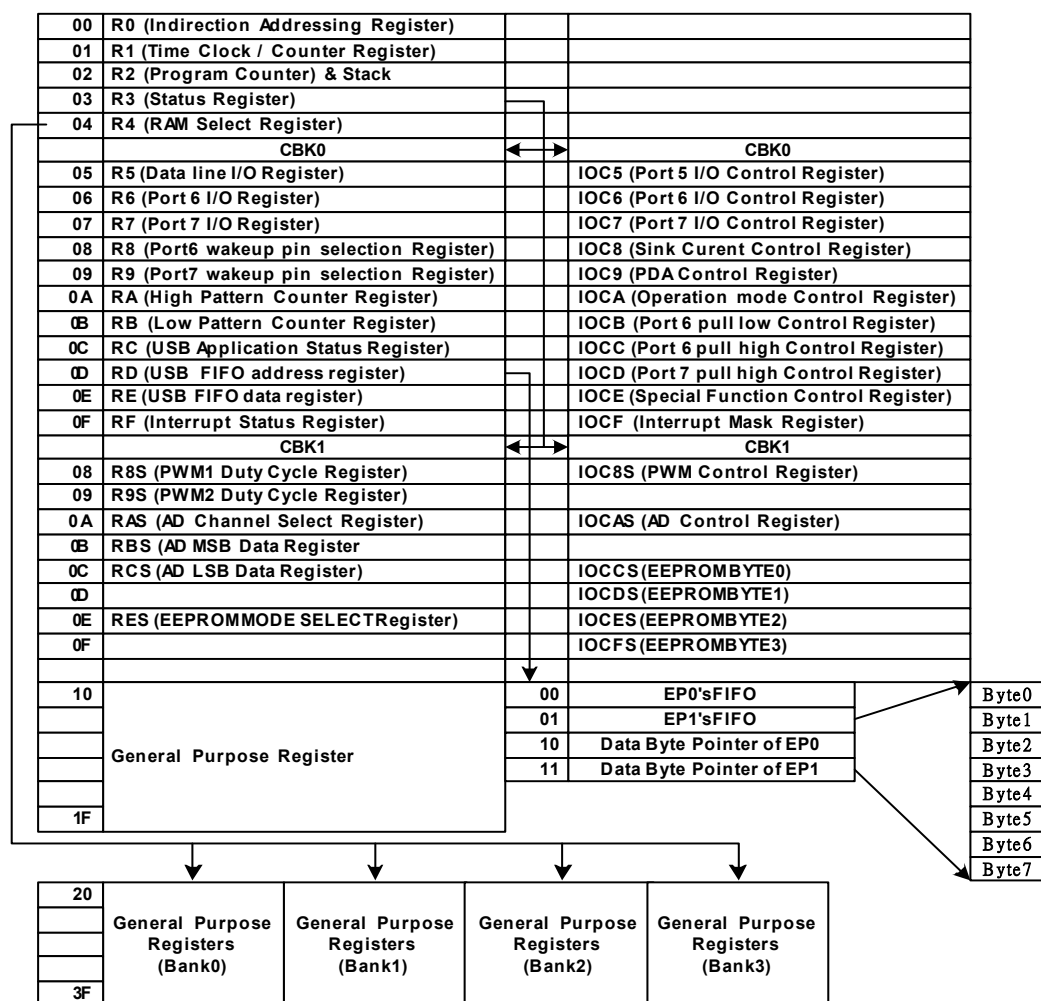 00 R0 (Indirection Addressing Register)
01 R1 (Time Clock / Counter Register)
02 R2 (Program Counter) & Stack
03 R3 (Status Register)
04 R4 (RAM Select Register)
CBK0 CBK0
05 R5 (Data line I/O Register) IOC5 (Port 5 I/O Control Register)
06 R6 (Port 6 I/O Register) IOC6 (Port 6 I/O Control Register)
07 R7 (Port 7 I/O Register) IOC7 (Port 7 I/O Control Register)
08 R8 (Port6 wakeup pin selection Register) IOC8 (Sink Curent Control Register)
09 R9 (Port7 wakeup pin selection Register) IOC9 (PDA Control Register)
0A RA (High Pattern Counter Register) IOCA (Operation mode Control Register)
0B RB (Low Pattern Counter Register) IOCB (Port 6 pull low Control Register)
0C RC (USB Application Status Register) IOCC (Port 6 pull high Control Register)
0D RD (USB FIFO address register) IOCD (Port 7 pull high Control Register)
0E RE (USB FIFO data register) IOCE (Special Function Control Register)
0F RF (Interrupt Status Register) IOCF (Interrupt Mask Register)
CBK1 CBK1
08 R8S (PWM1 Duty Cycle Register) IOC8S (PWM Control Register)
09 R9S (PWM2 Duty Cycle Register)
0A RAS (AD Channel Select Register) IOCAS (AD Control Register)
0B RBS (AD MSB Data Register
0C RCS (AD LSB Data Register) IOCCS (EEPROMBYTE0)
0D IOCDS (EEPROMBYTE1)
0E RES (EEPROMMODE SELECTRegister) IOCES (EEPROMBYTE2)
0F IOCFS (EEPROMBYTE3)
10 00 EP0'sFIFO Byte0
01 EP1'sFIFO Byte1
General Purpose Register
10 Data Byte Pointer of EP0 Byte2
11 Data Byte Pointer of EP1 Byte3
Byte4
1F Byte5
Byte6
Byte7
20
General Purpose General Purpose General Purpose General Purpose
Registers Registers Registers Registers
(Bank0) (Bank1) (Bank2) (Bank3)
3F